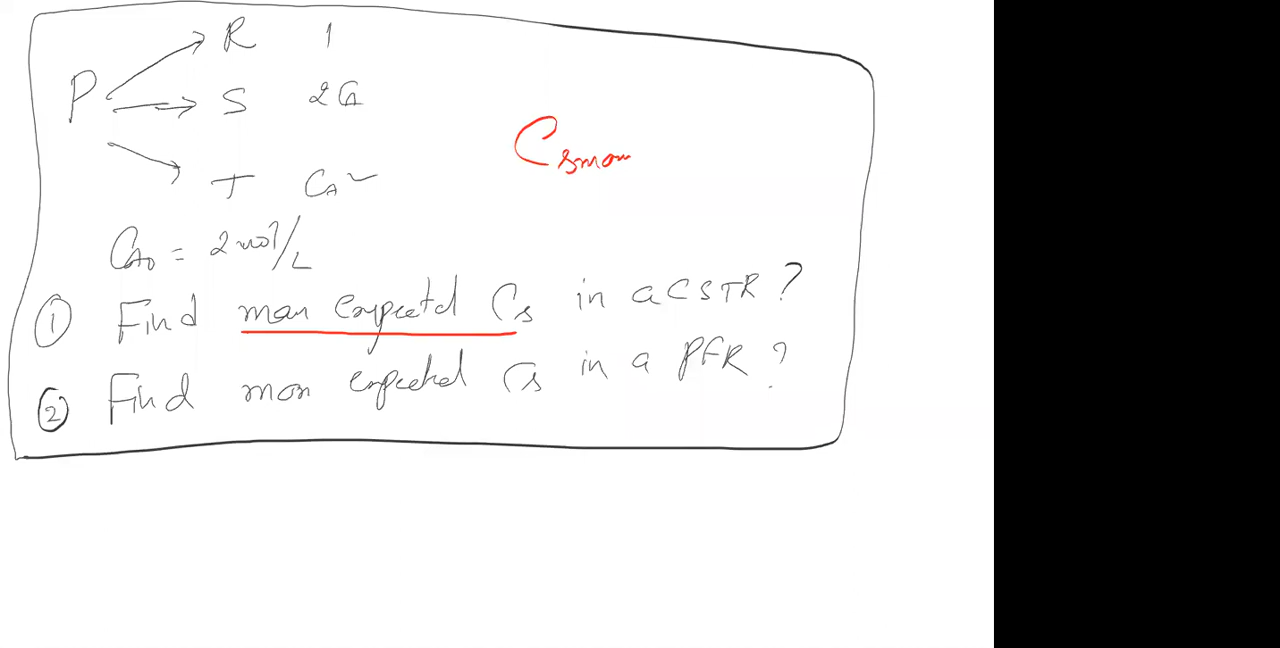 R 1
P
S 2CA
Csmax
T CA²
CA0 = 2 mol/L
① Find max expected Cs in a CSTR?
② Find max expected Cs in a PFR?